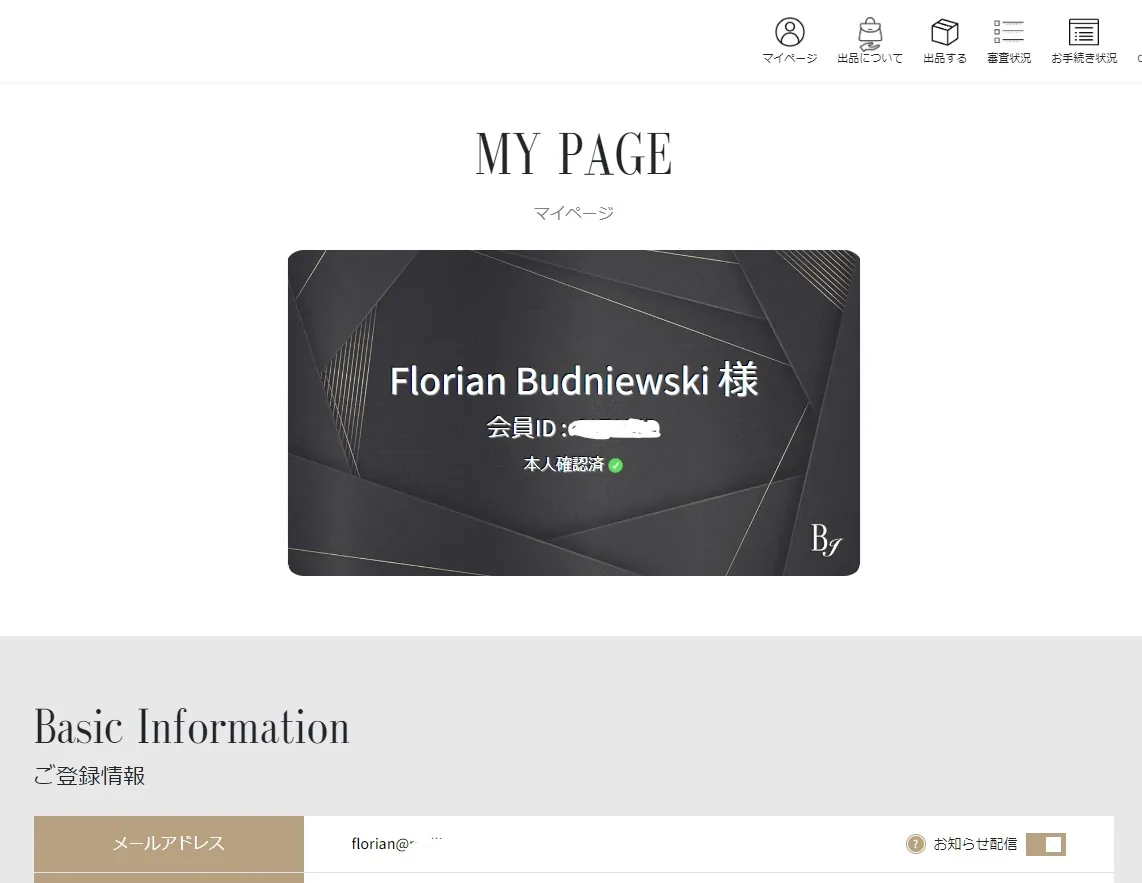 マイページ
出品について
出品する
審査状況
お手続き状況
MY PAGE
マイページ
Florian Budniewski 様
会員ID :
本人確認済
Bg
Basic Information
ご登録情報
メールアドレス
florian@
? お知らせ配信